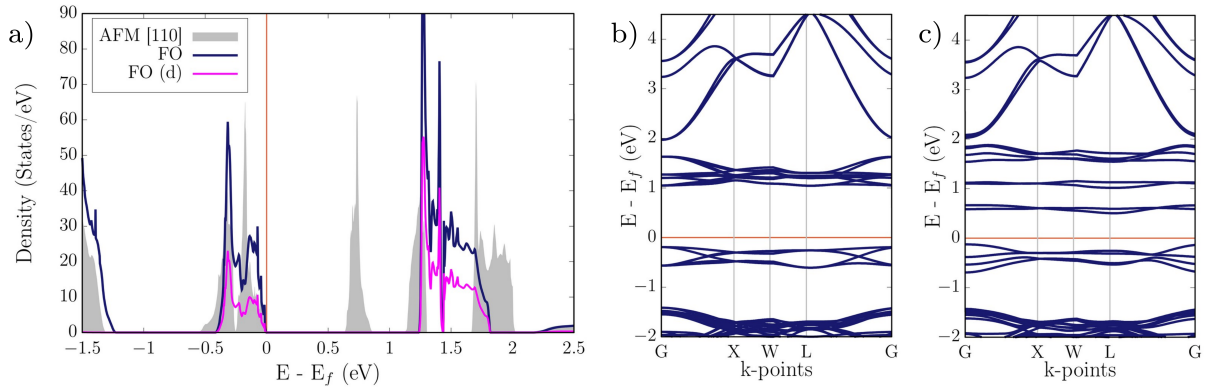 a)
AFM [110]
FO
FO (d)
90
80
70
60
50
40
30
20
10
0
Density (States/eV)
−1.5
−1
−0.5
0
0.5
1
1.5
2
2.5
E - E_f (eV)
b)
4
3
2
1
0
−1
−2
E - E_f (eV)
G
X
W
L
G
k-points
c)
4
3
2
1
0
−1
−2
E - E_f (eV)
G
X
W
L
G
k-points